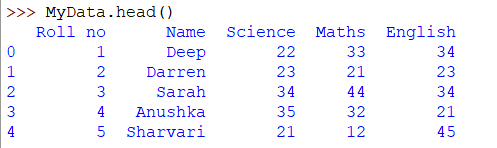 >>> MyData.head()
   Roll no      Name  Science  Maths  English
0        1      Deep       22     33       34
1        2    Darren       23     21       23
2        3     Sarah       34     44       34
3        4   Anushka       35     32       21
4        5  Sharvari       21     12       45